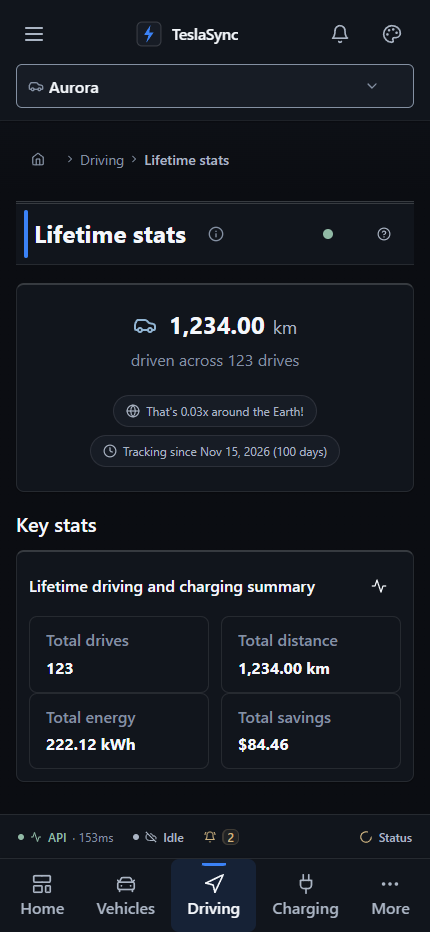 TeslaSync
Aurora
Driving
Lifetime stats
Lifetime stats
1,234.00 km
driven across 123 drives
That's 0.03x around the Earth!
Tracking since Nov 15, 2026 (100 days)
Key stats
Lifetime driving and charging summary
Total drives
123
Total distance
1,234.00 km
Total energy
222.12 kWh
Total savings
$84.46
API · 153ms
Idle
2
Status
Home
Vehicles
Driving
Charging
More